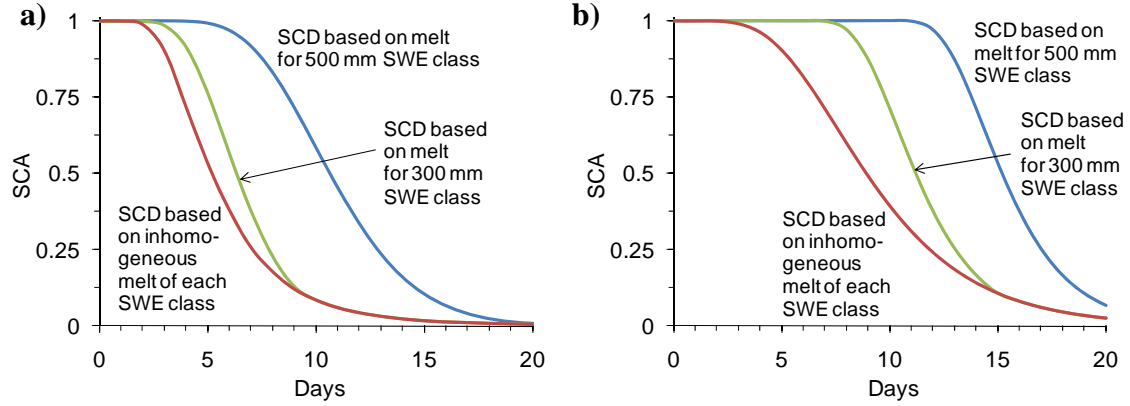 a)
1
0.75
0.5
0.25
0
SCA
0
5
10
15
20
Days
SCD based on melt
for 500 mm SWE class
SCD based
on melt
for 300 mm
SWE class
SCD based
on inhomo-
geneous
melt of each
SWE class
b)
1
0.75
0.5
0.25
0
SCA
0
5
10
15
20
Days
SCD based on
melt for 500 mm
SWE class
SCD based
on melt
for 300 mm
SWE class
SCD based
on inhomo-
geneous
melt of each
SWE class